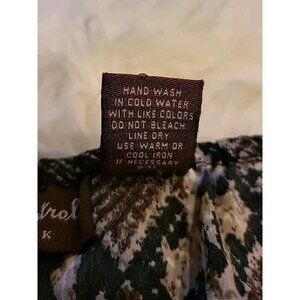 HAND WASH
IN COLD WATER
WITH LIKE COLORS
DO NOT BLEACH
LINE DRY
USE WARM OR
COOL IRON
IF NECESSARY